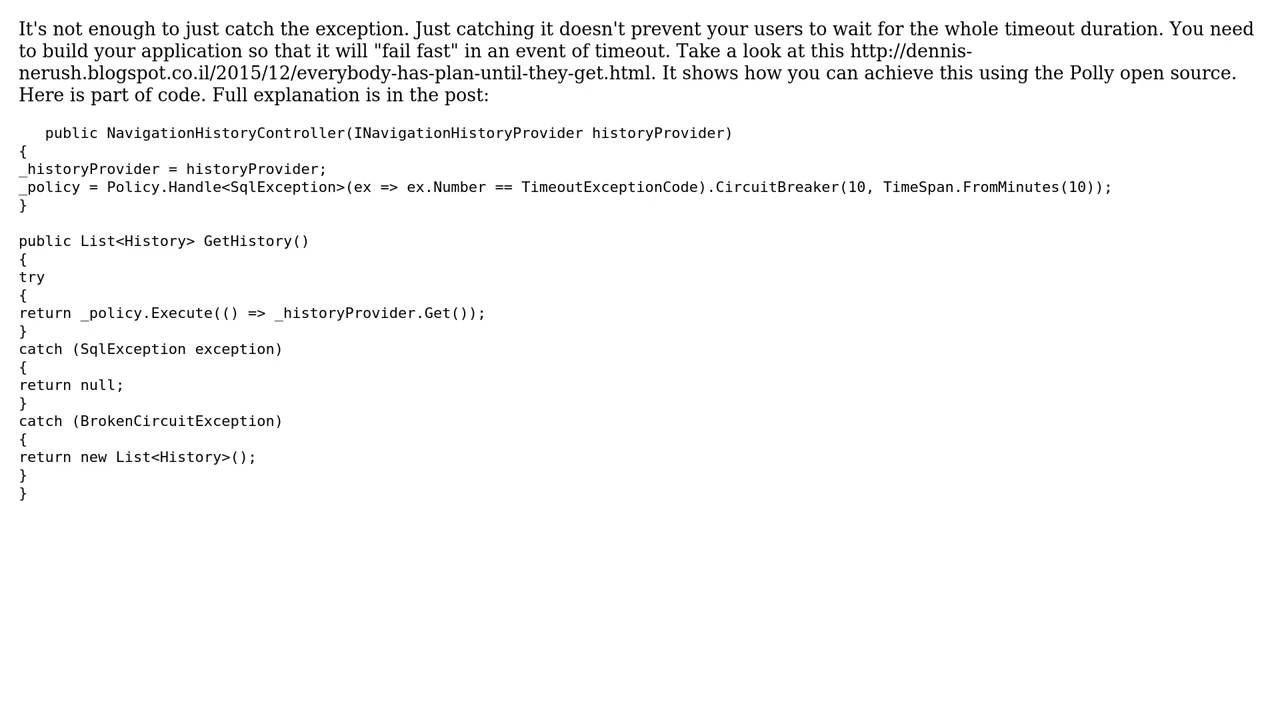 It's not enough to just catch the exception. Just catching it doesn't prevent your users to wait for the whole timeout duration. You need
to build your application so that it will "fail fast" in an event of timeout. Take a look at this http://dennis-
nerush.blogspot.co.il/2015/12/everybody-has-plan-until-they-get.html. It shows how you can achieve this using the Polly open source.
Here is part of code. Full explanation is in the post:
public NavigationHistoryController(INavigationHistoryProvider historyProvider)
{
_historyProvider = historyProvider;
_policy = Policy.Handle<SqlException>(ex => ex.Number == TimeoutExceptionCode).CircuitBreaker(10, TimeSpan.FromMinutes(10));
}
public List<History> GetHistory()
{
try
{
return _policy.Execute(() => _historyProvider.Get());
}
catch (SqlException exception)
{
return null;
}
catch (BrokenCircuitException)
{
return new List<History>();
}
}